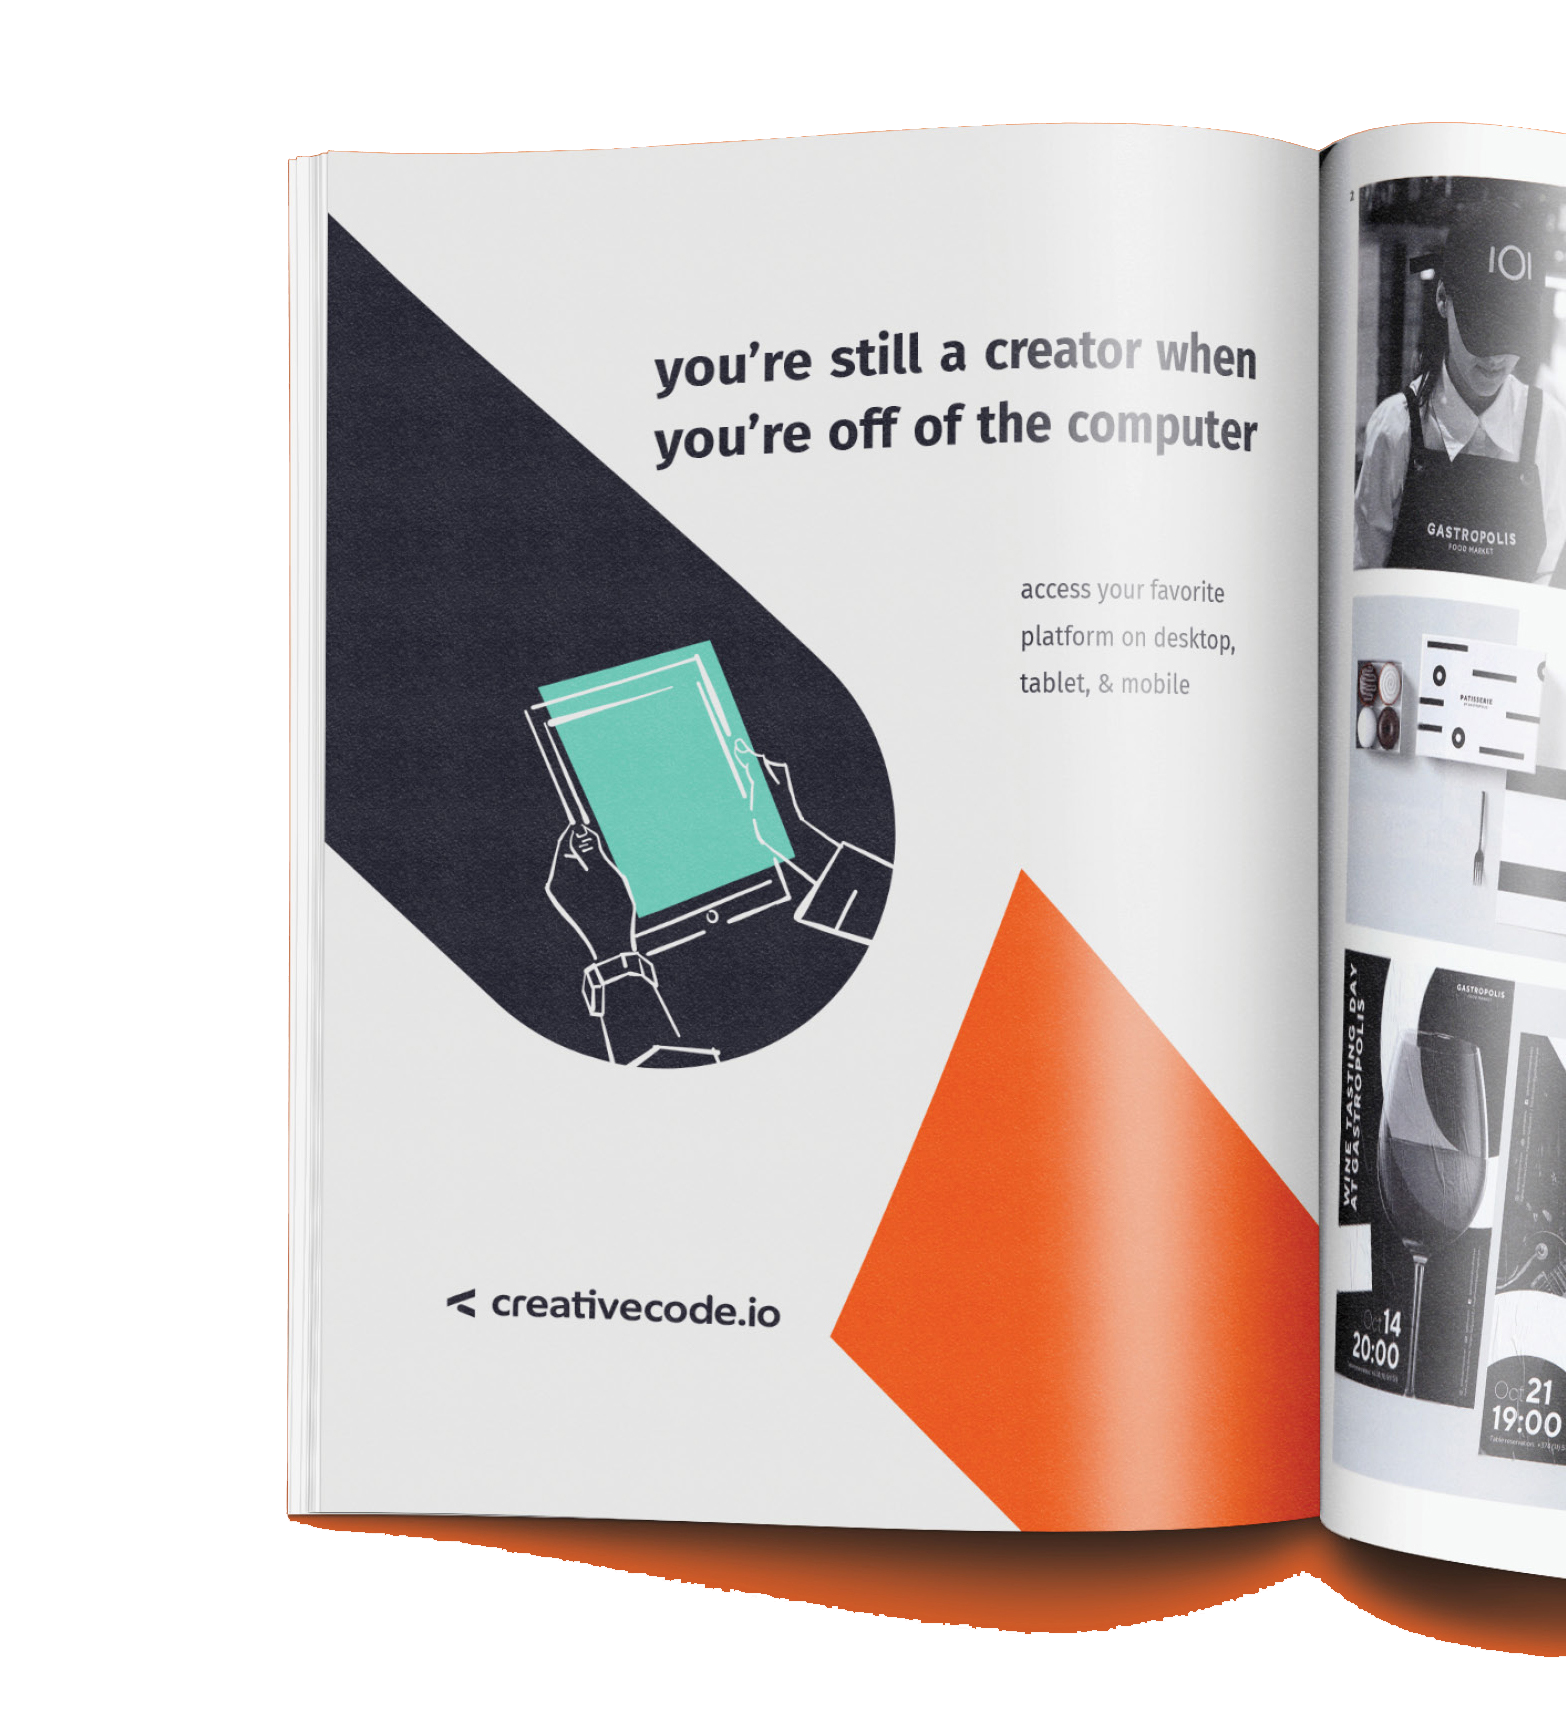 you're still a creator when
you're off of the computer
access your favorite
platform on desktop,
tablet, & mobile
< creativecode.io
2
IOI
GASTROPOLIS
FOOD MARKET
PATISSERIE
GASTROPOLIS
WINE TASTING DAY
AT GASTROPOLIS
Oct 14
20:00
Oct 21
19:00